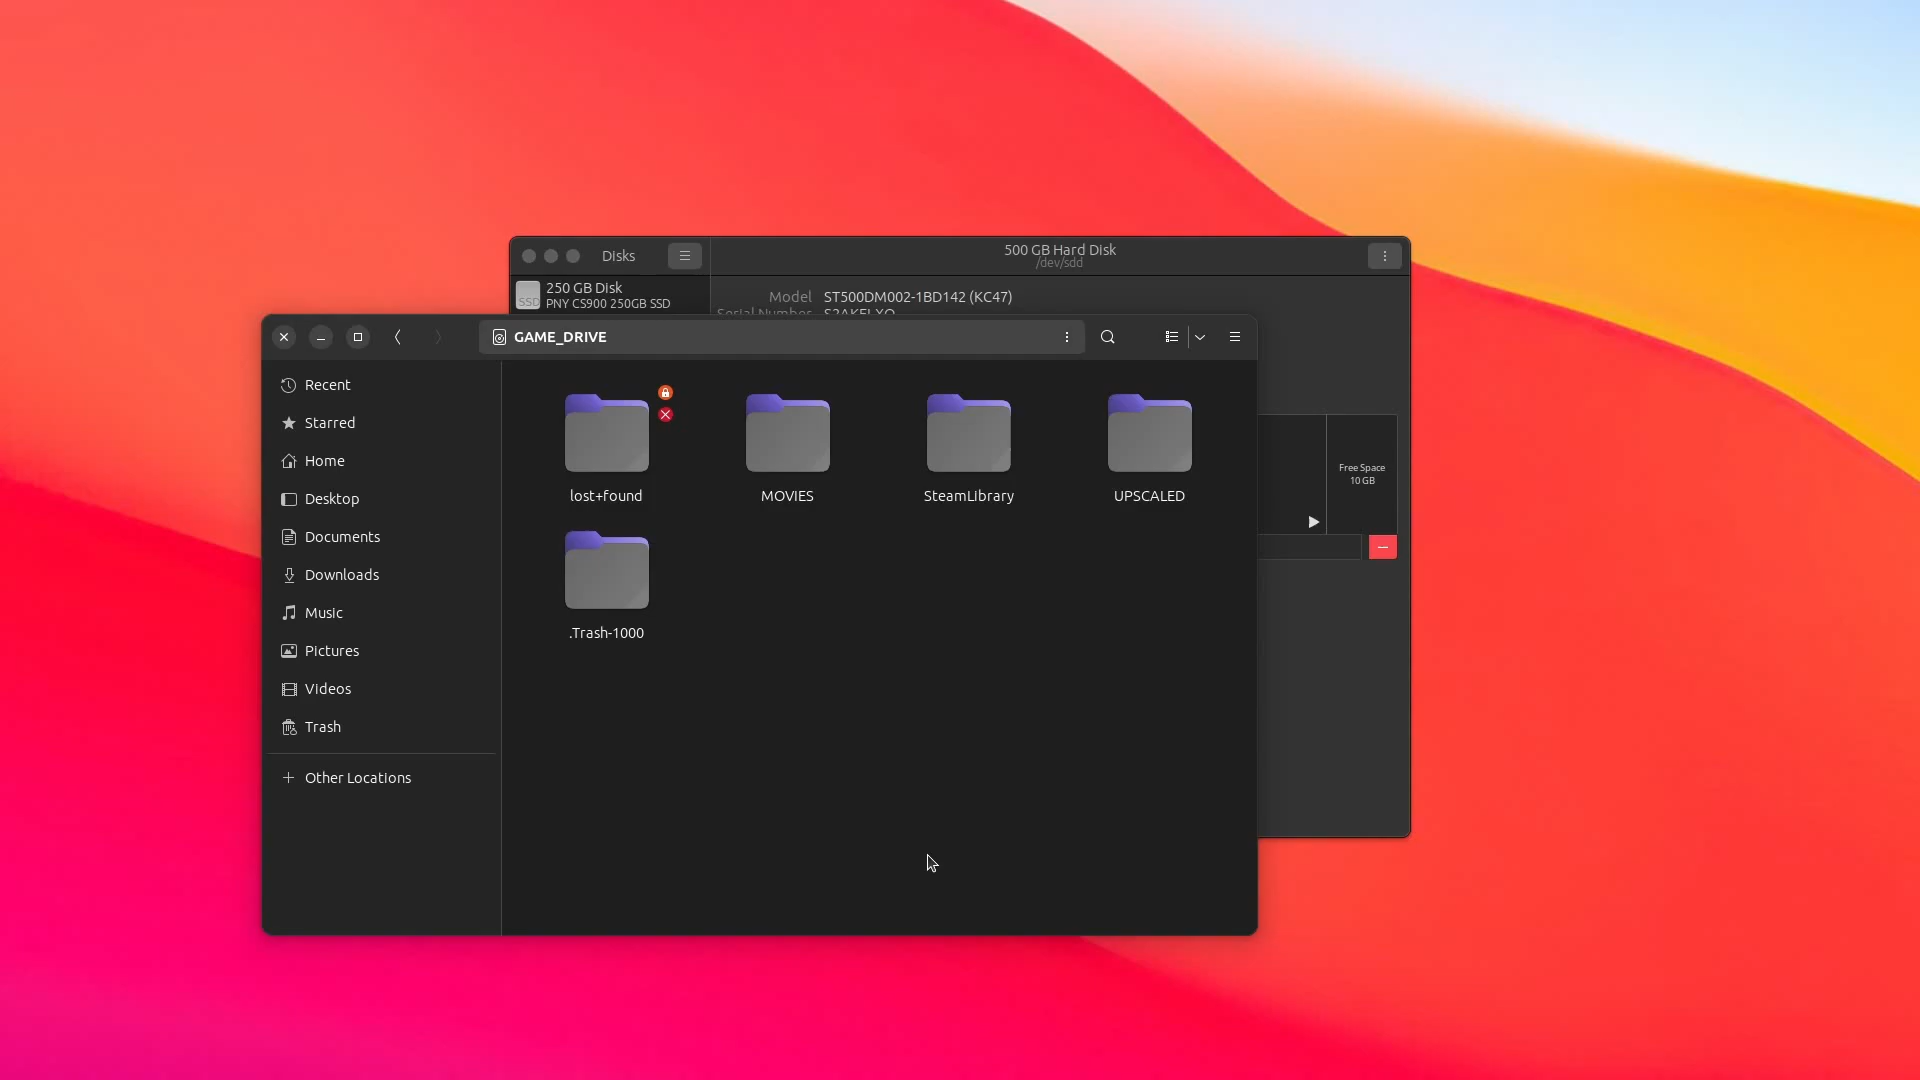 Disks
500 GB Hard Disk
/dev/sdd
SSD
250 GB Disk
PNY CS900 250GB SSD
Model ST500DM002-1BD142 (KC47)
Serial Number
GAME_DRIVE
Recent
Starred
Home
Desktop
Documents
Downloads
Music
Pictures
Videos
Trash
Other Locations
lost+found
MOVIES
SteamLibrary
UPSCALED
.Trash-1000
Free Space
10 GB